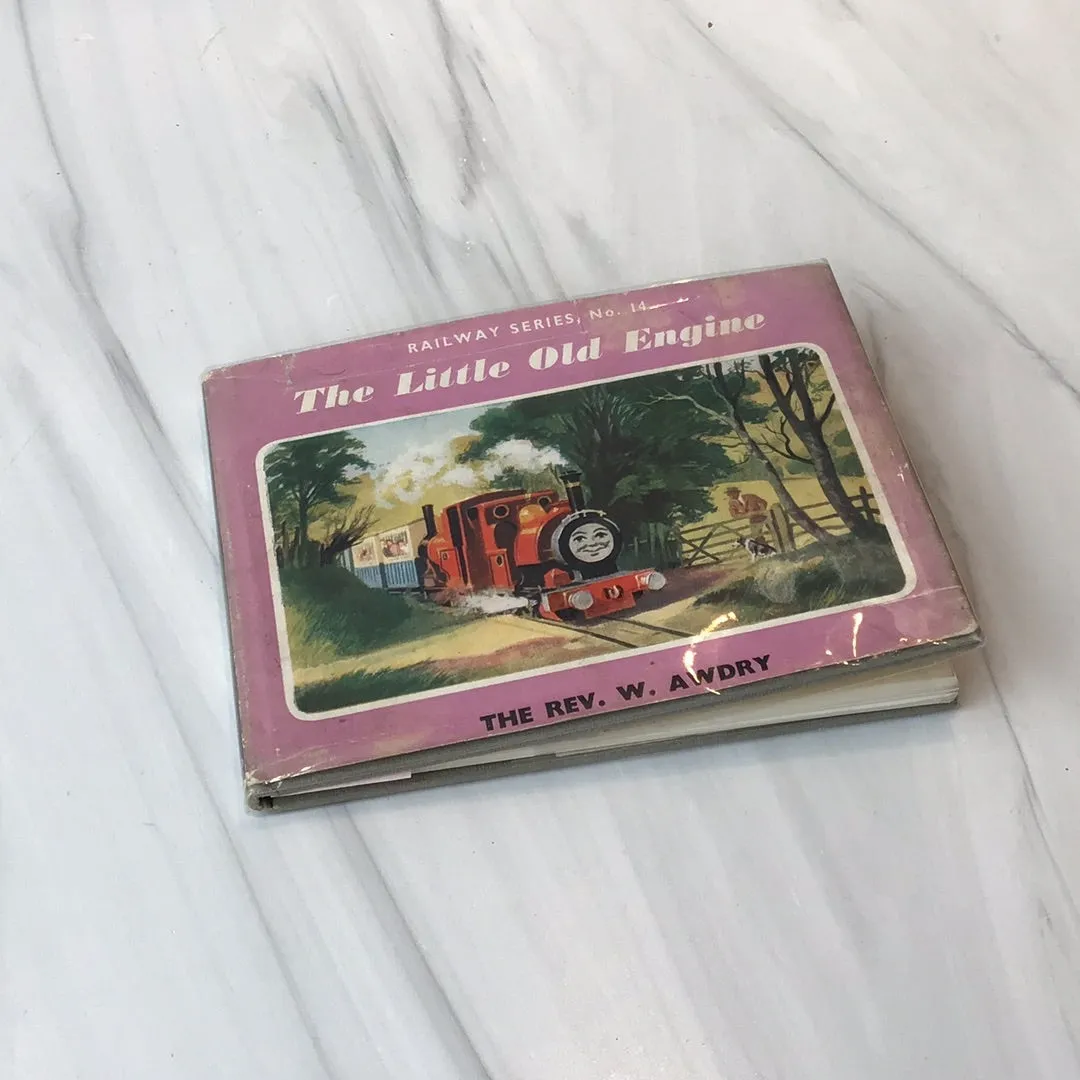 RAILWAY SERIES, No. 14
The Little Old Engine
THE REV. W. AWDRY